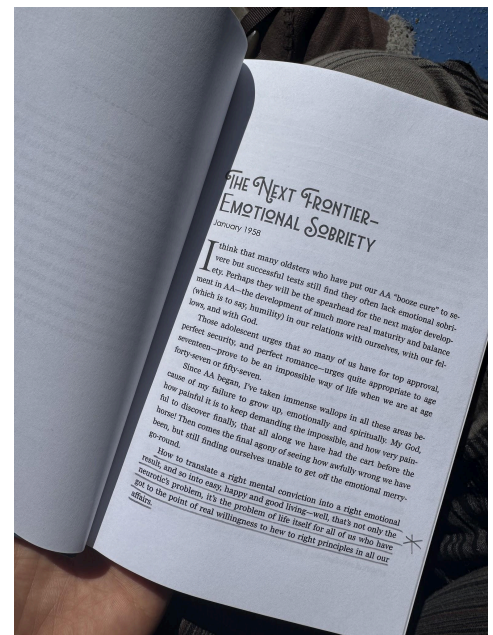 The Next Frontier–
Emotional Sobriety
January 1958
I think that many oldsters who have put our AA "booze cure" to se-
vere but successful tests still find they often lack emotional sobri-
ety. Perhaps they will be the spearhead for the next major develop-
ment in AA—the development of much more real maturity and balance
(which is to say, humility) in our relations with ourselves, with our fel-
lows, and with God.
Those adolescent urges that so many of us have for top approval,
perfect security, and perfect romance—urges quite appropriate to age
seventeen—prove to be an impossible way of life when we are at age
forty-seven or fifty-seven.
Since AA began, I've taken immense wallops in all these areas be-
cause of my failure to grow up, emotionally and spiritually. My God,
how painful it is to keep demanding the impossible, and how very pain-
ful to discover finally, that all along we have had the cart before the
horse! Then comes the final agony of seeing how awfully wrong we have
been, but still finding ourselves unable to get off the emotional merry-
go-round.
How to translate a right mental conviction into a right emotional
result, and so into easy, happy and good living—well, that's not only the
neurotic's problem, it's the problem of life itself for all of us who have
got to the point of real willingness to hew to right principles in all our
affairs.